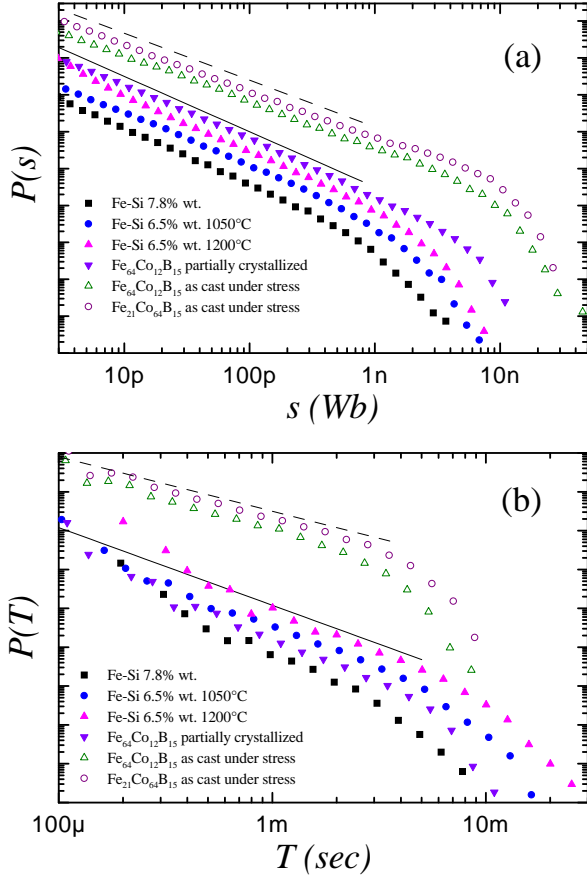 (a)
P(s)
Fe-Si 7.8% wt.
Fe-Si 6.5% wt. 1050°C
Fe-Si 6.5% wt. 1200°C
Fe₆₄Co₁₂B₁₅ partially crystallized
Fe₆₄Co₁₂B₁₅ as cast under stress
Fe₂₁Co₆₄B₁₅ as cast under stress
10p 100p 1n 10n
s (Wb)
(b)
P(T)
Fe-Si 7.8% wt.
Fe-Si 6.5% wt. 1050°C
Fe-Si 6.5% wt. 1200°C
Fe₆₄Co₁₂B₁₅ partially crystallized
Fe₆₄Co₁₂B₁₅ as cast under stress
Fe₂₁Co₆₄B₁₅ as cast under stress
100μ 1m 10m
T (sec)